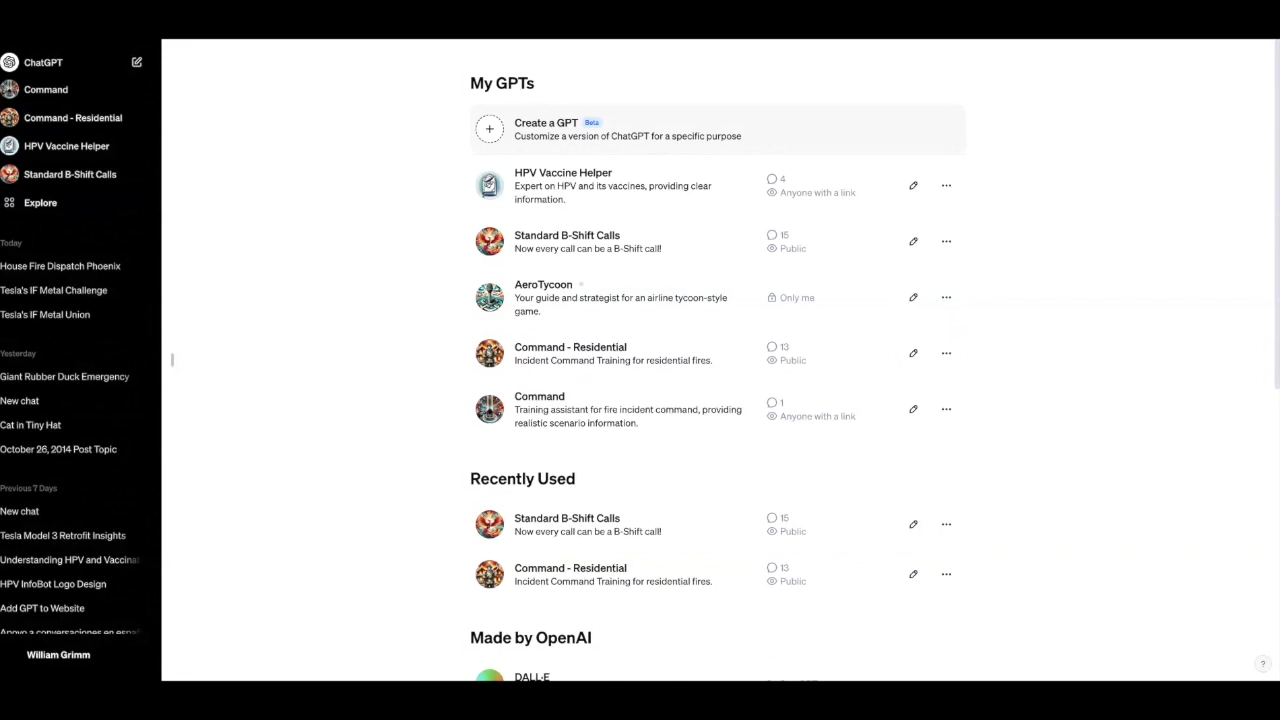 ChatGPT
Command
Command - Residential
HPV Vaccine Helper
Standard B-Shift Calls
Explore
Today
House Fire Dispatch Phoenix
Tesla's IF Metal Challenge
Tesla's IF Metal Union
Yesterday
Giant Rubber Duck Emergency
New chat
Cat in Tiny Hat
October 26, 2014 Post Topic
Previous 7 Days
New chat
Tesla Model 3 Retrofit Insights
Understanding HPV and Vaccina
HPV InfoBot Logo Design
Add GPT to Website
Apoyo a conversaciones en espa
William Grimm
My GPTs
Create a GPT Beta
Customize a version of ChatGPT for a specific purpose
HPV Vaccine Helper
Expert on HPV and its vaccines, providing clear
information.
4
Anyone with a link
Standard B-Shift Calls
Now every call can be a B-Shift call!
15
Public
AeroTycoon
Your guide and strategist for an airline tycoon-style
game.
Only me
Command - Residential
Incident Command Training for residential fires.
13
Public
Command
Training assistant for fire incident command, providing
realistic scenario information.
1
Anyone with a link
Recently Used
Standard B-Shift Calls
Now every call can be a B-Shift call!
15
Public
Command - Residential
Incident Command Training for residential fires.
13
Public
Made by OpenAI
DALL·E
?